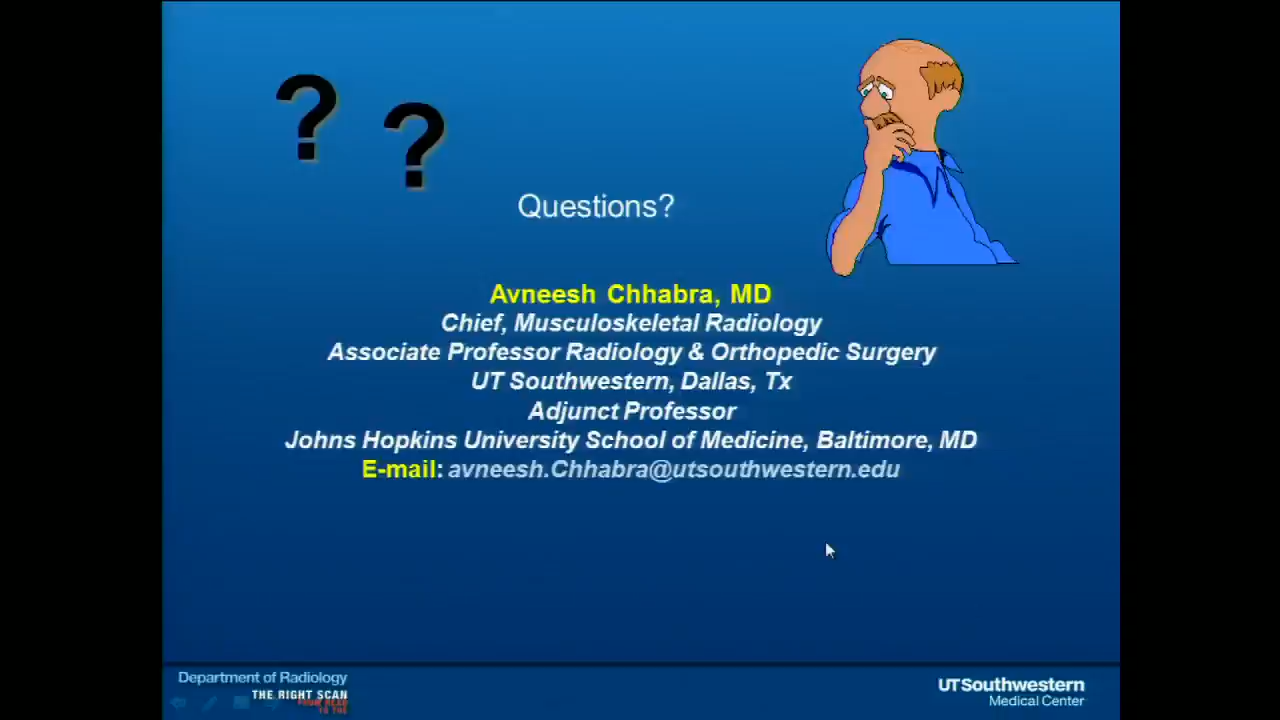 ? ?
Questions?
Avneesh Chhabra, MD
Chief, Musculoskeletal Radiology
Associate Professor Radiology & Orthopedic Surgery
UT Southwestern, Dallas, Tx
Adjunct Professor
Johns Hopkins University School of Medicine, Baltimore, MD
E-mail: avneesh.Chhabra@utsouthwestern.edu
Department of Radiology
THE RIGHT SCAN
UTSouthwestern
Medical Center